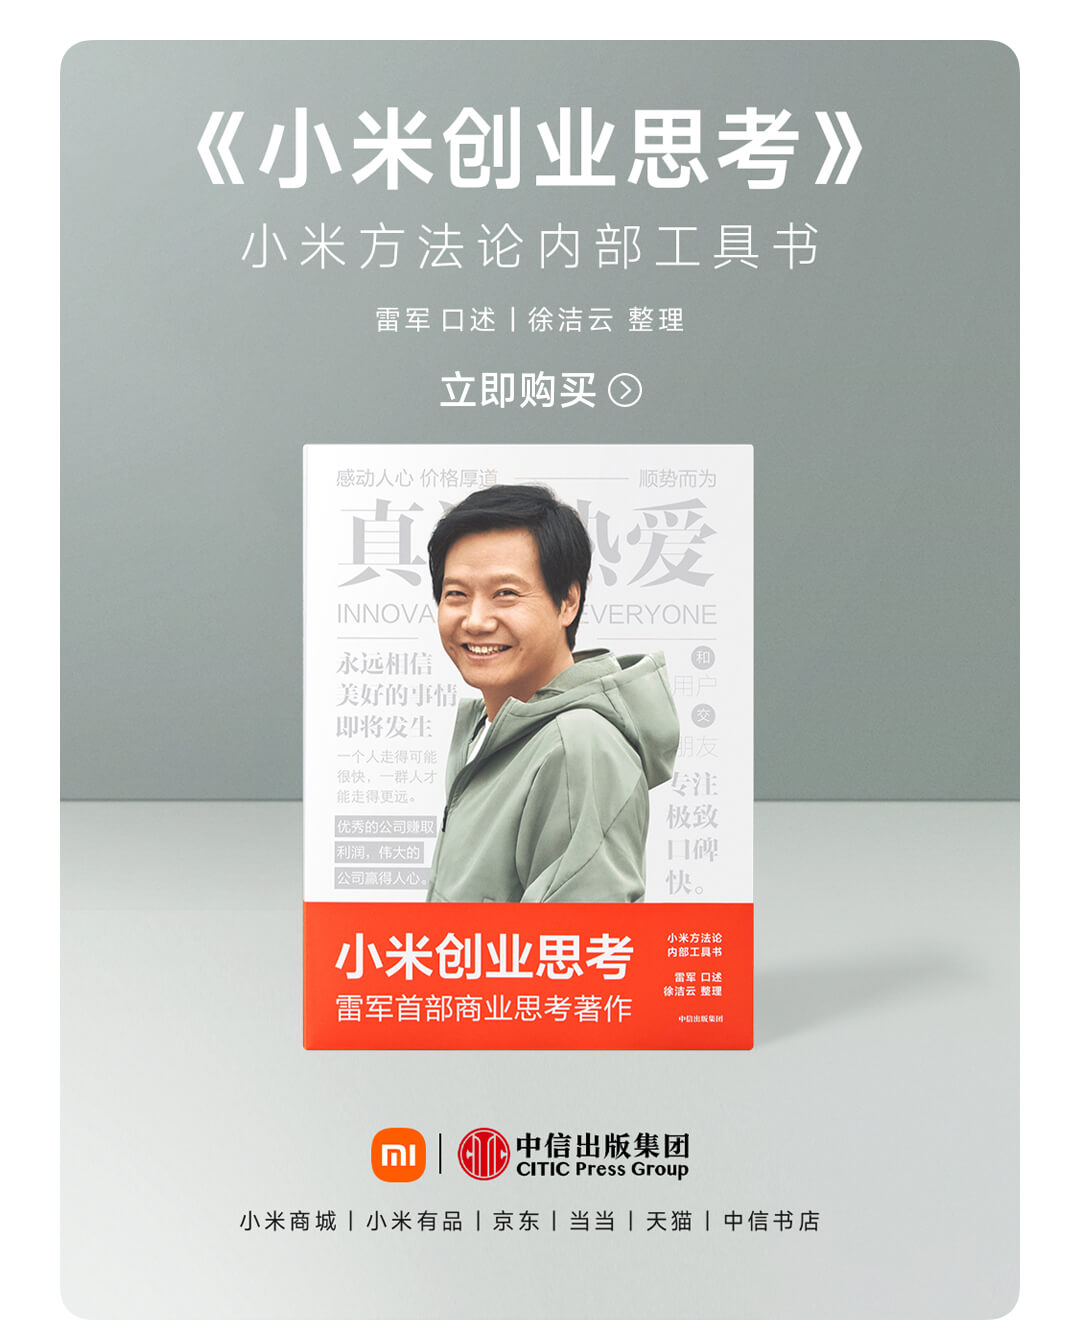 《小米创业思考》
小米方法论内部工具书
雷军 口述 | 徐洁云 整理
立即购买
感动人心 价格厚道
顺势而为
真 热爱
INNOVA EVERYONE
永远相信
美好的事情
即将发生
一个人走得可能
很快，一群人才
能走得更远。
优秀的公司赚取
利润，伟大的
公司赢得人心。
和
用户
交
朋友
专注
极致
口碑
快。
小米创业思考
雷军首部商业思考著作
小米方法论
内部工具书
雷军 口述
徐洁云 整理
中信出版集团
mi
中信出版集团
CITIC Press Group
小米商城 | 小米有品 | 京东 | 当当 | 天猫 | 中信书店